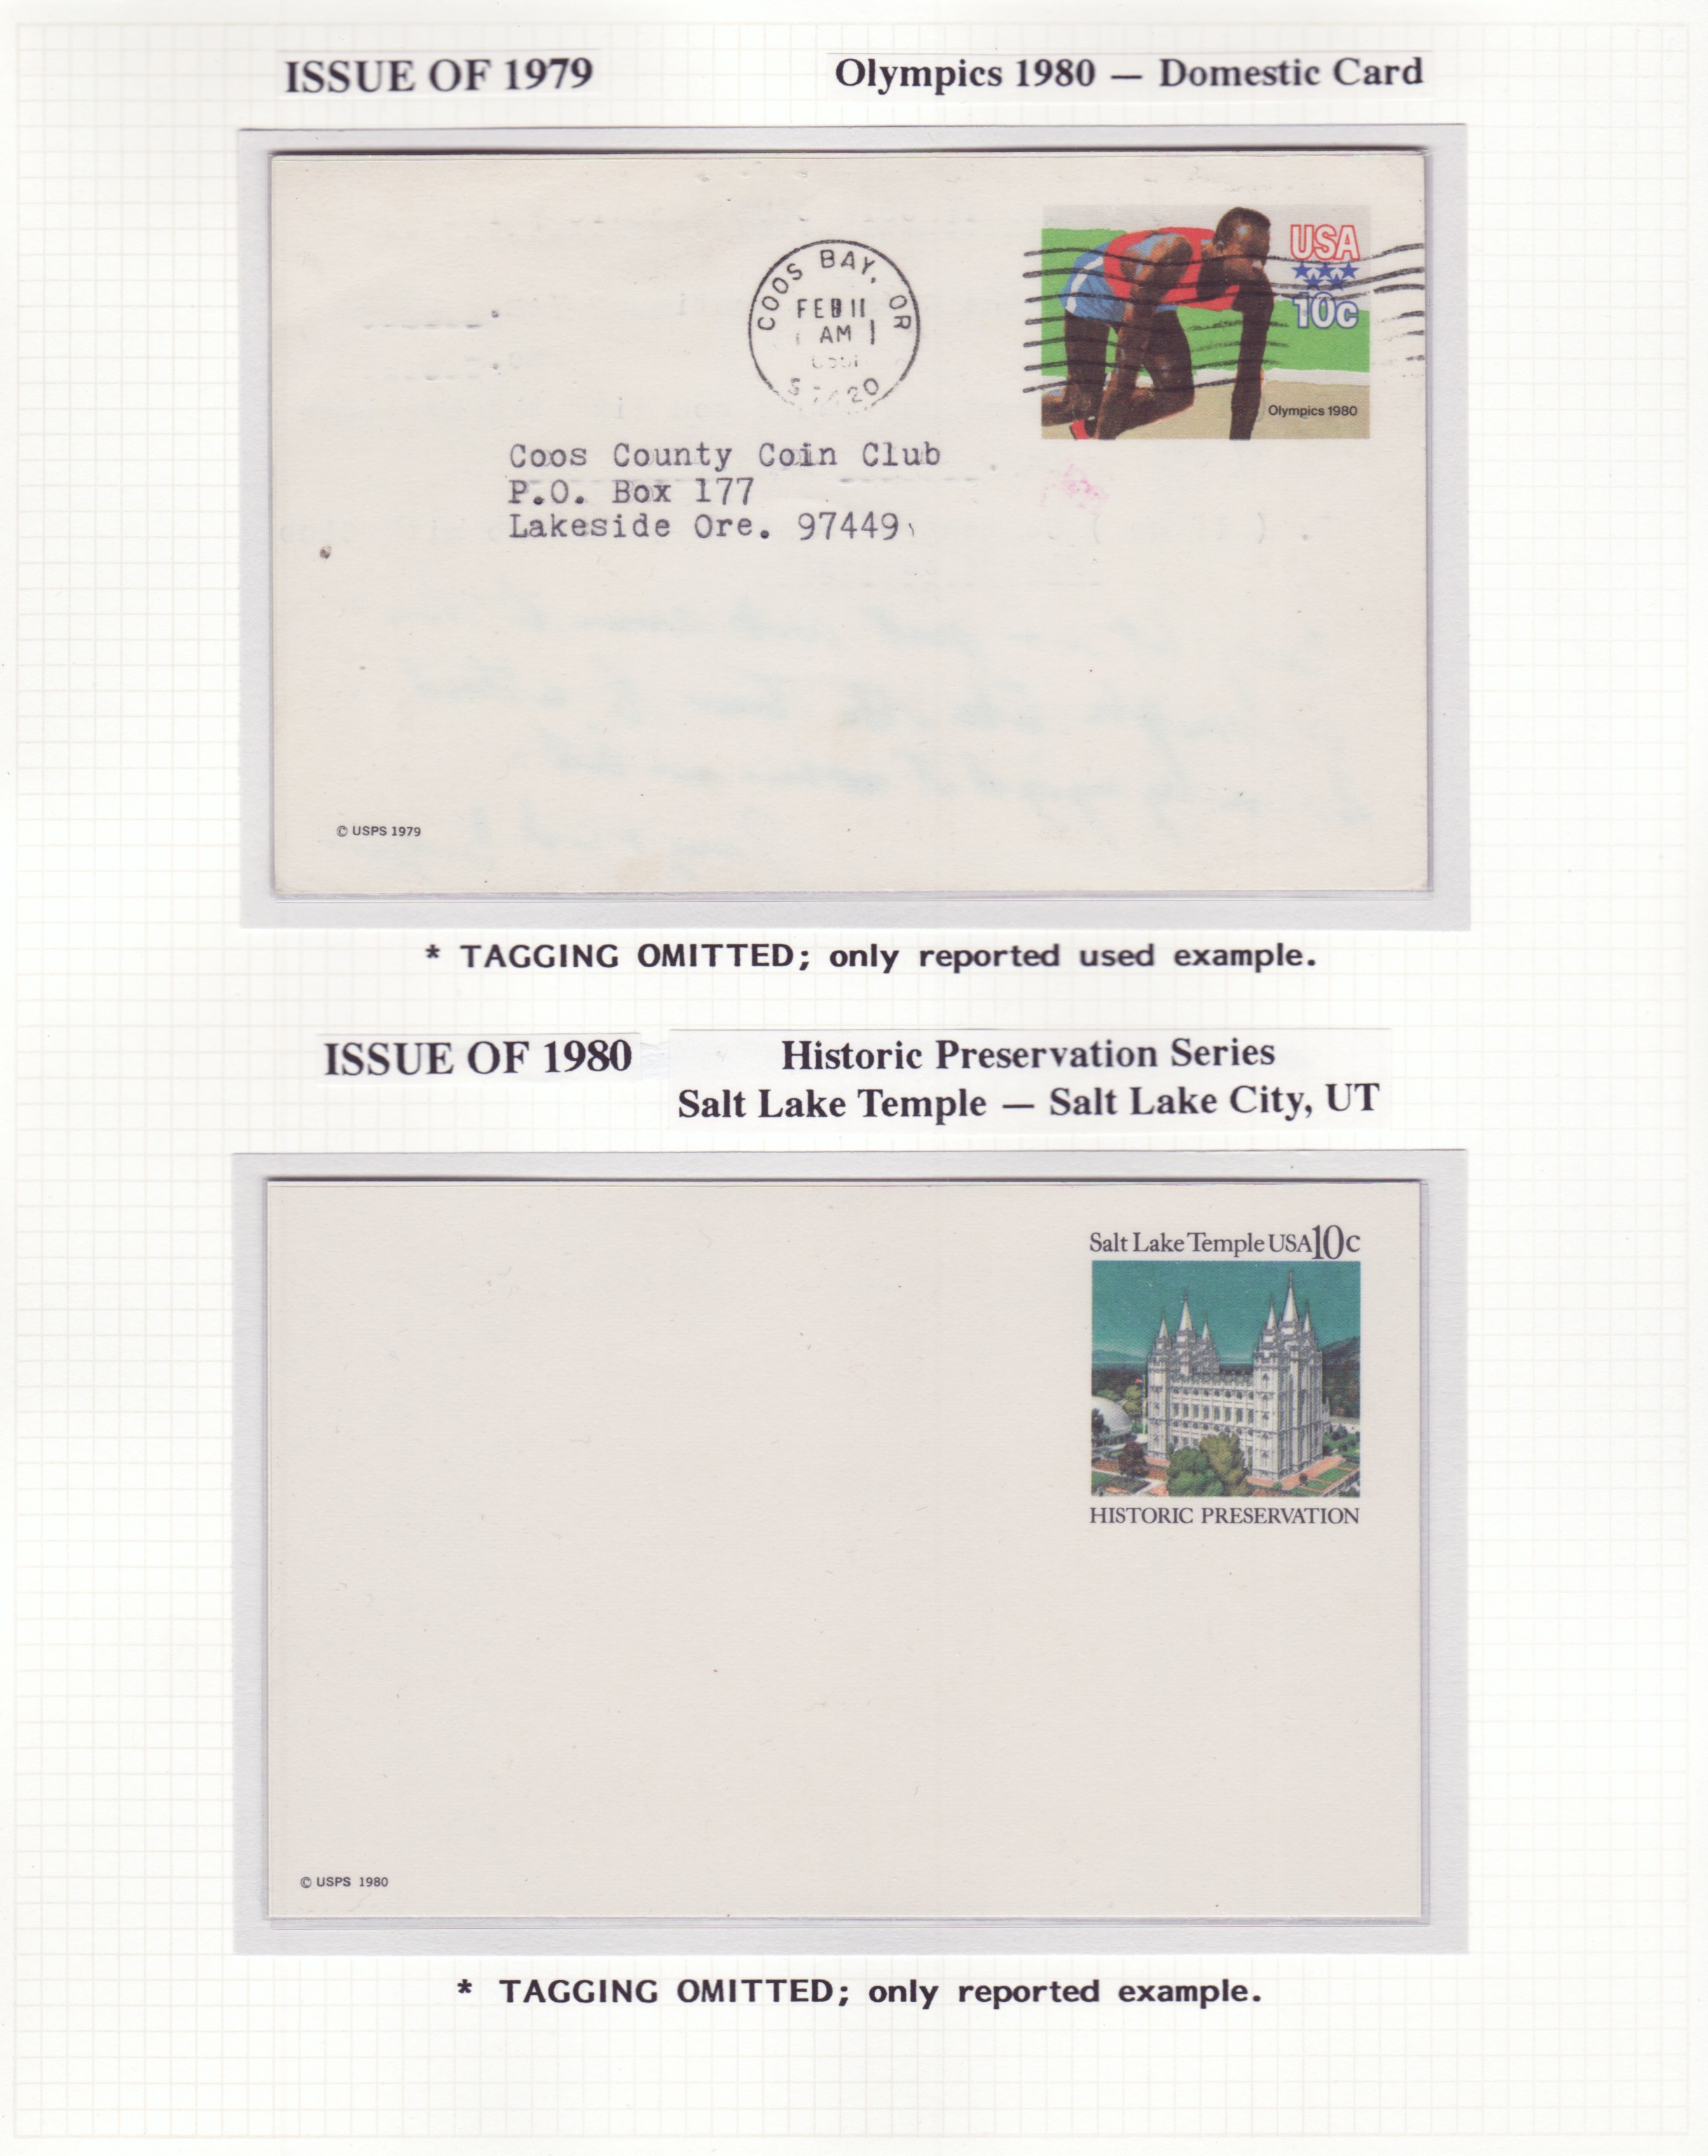 ISSUE OF 1979
Olympics 1980 — Domestic Card
COOS BAY, OR
FEB 11
AM
USA
10c
Olympics 1980
Coos County Coin Club
P.O. Box 177
Lakeside Ore. 97449
© USPS 1979
* TAGGING OMITTED; only reported used example.
ISSUE OF 1980
Historic Preservation Series
Salt Lake Temple — Salt Lake City, UT
Salt Lake Temple USA 10c
HISTORIC PRESERVATION
© USPS 1980
* TAGGING OMITTED; only reported example.